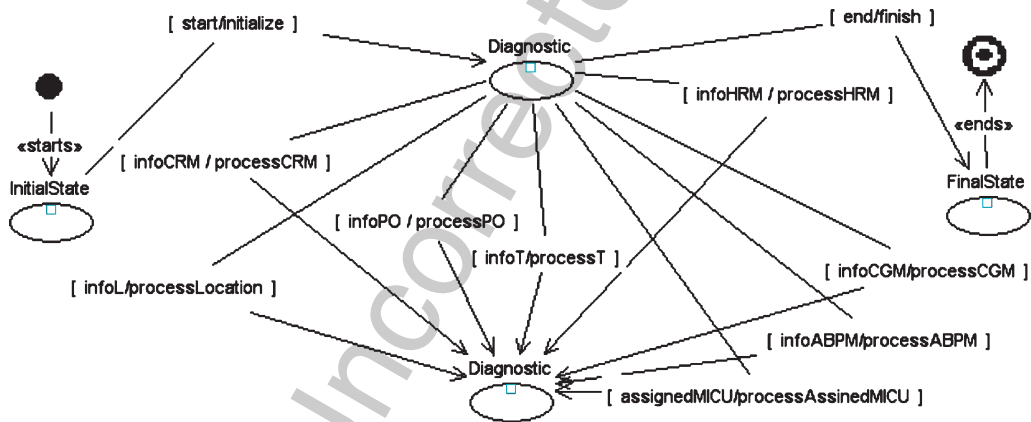 [ start/initialize ]
[ end/finish ]
Diagnostic
[ infoHRM / processHRM ]
«starts»
«ends»
[ infoCRM / processCRM ]
InitialState
FinalState
[ infoPO / processPO ]
[ infoT/processT ]
[ infoCGM/processCGM ]
[ infoL/processLocation ]
[ infoABPM/processABPM ]
Diagnostic
[ assignedMICU/processAssinedMICU ]
Incorrecte